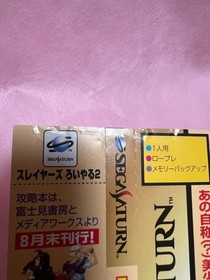 SEGA SATURN
スレイヤーズ ろいやる2
攻略本は、
富士見書房と
メディアワークスより
8月末刊行!
SEGA SATURN
1人用
ロープレ
メモリーバックアップ
TURN
あの自称(?)美